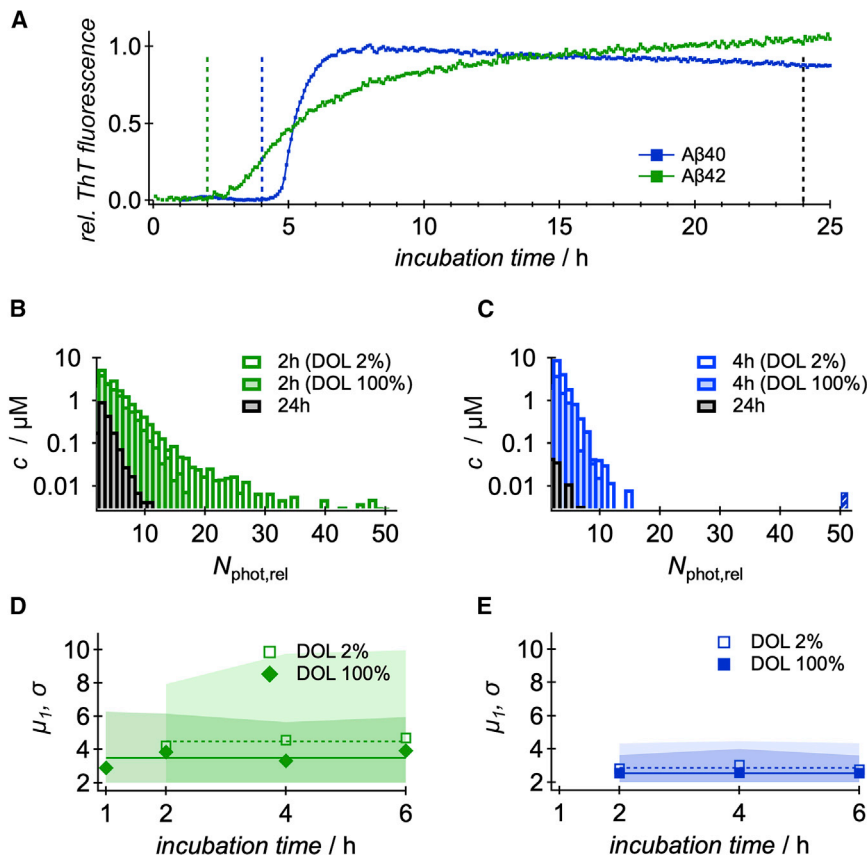 A
rel. ThT fluorescence
1.0
0.5
0.0
Aβ40
Aβ42
0 5 10 15 20 25
incubation time / h
B
c / µM
10
1
0.1
0.01
2h (DOL 2%)
2h (DOL 100%)
24h
10 20 30 40 50
Nphot,rel
C
c / µM
10
1
0.1
0.01
4h (DOL 2%)
4h (DOL 100%)
24h
10 20 30 40 50
Nphot,rel
D
μ1, σ
10
8
6
4
2
DOL 2%
DOL 100%
1 2 4 6
incubation time / h
E
μ1, σ
10
8
6
4
2
DOL 2%
DOL 100%
1 2 4 6
incubation time / h